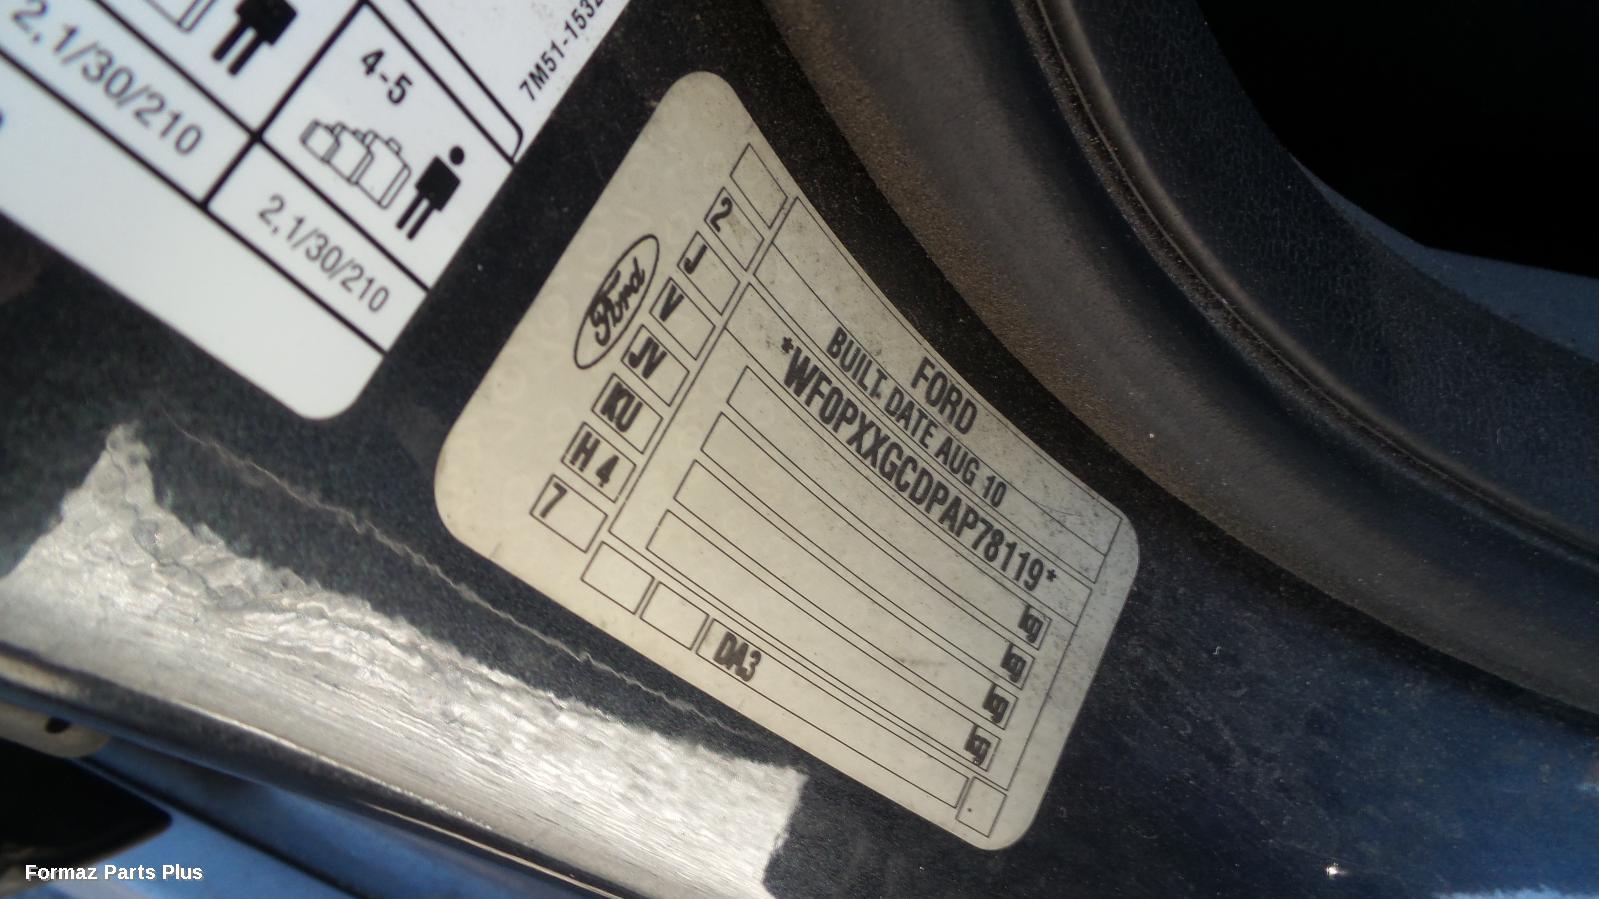 2,1/30/210
4-5
2,1/30/210
7M51-1532
Ford
2
J
V
JV
KU
H 4
7
FORD
BUILT. DATE AUG 10
*WF0PXXGCDPAP78119*
kg
kg
kg
kg
DA3
Formaz Parts Plus